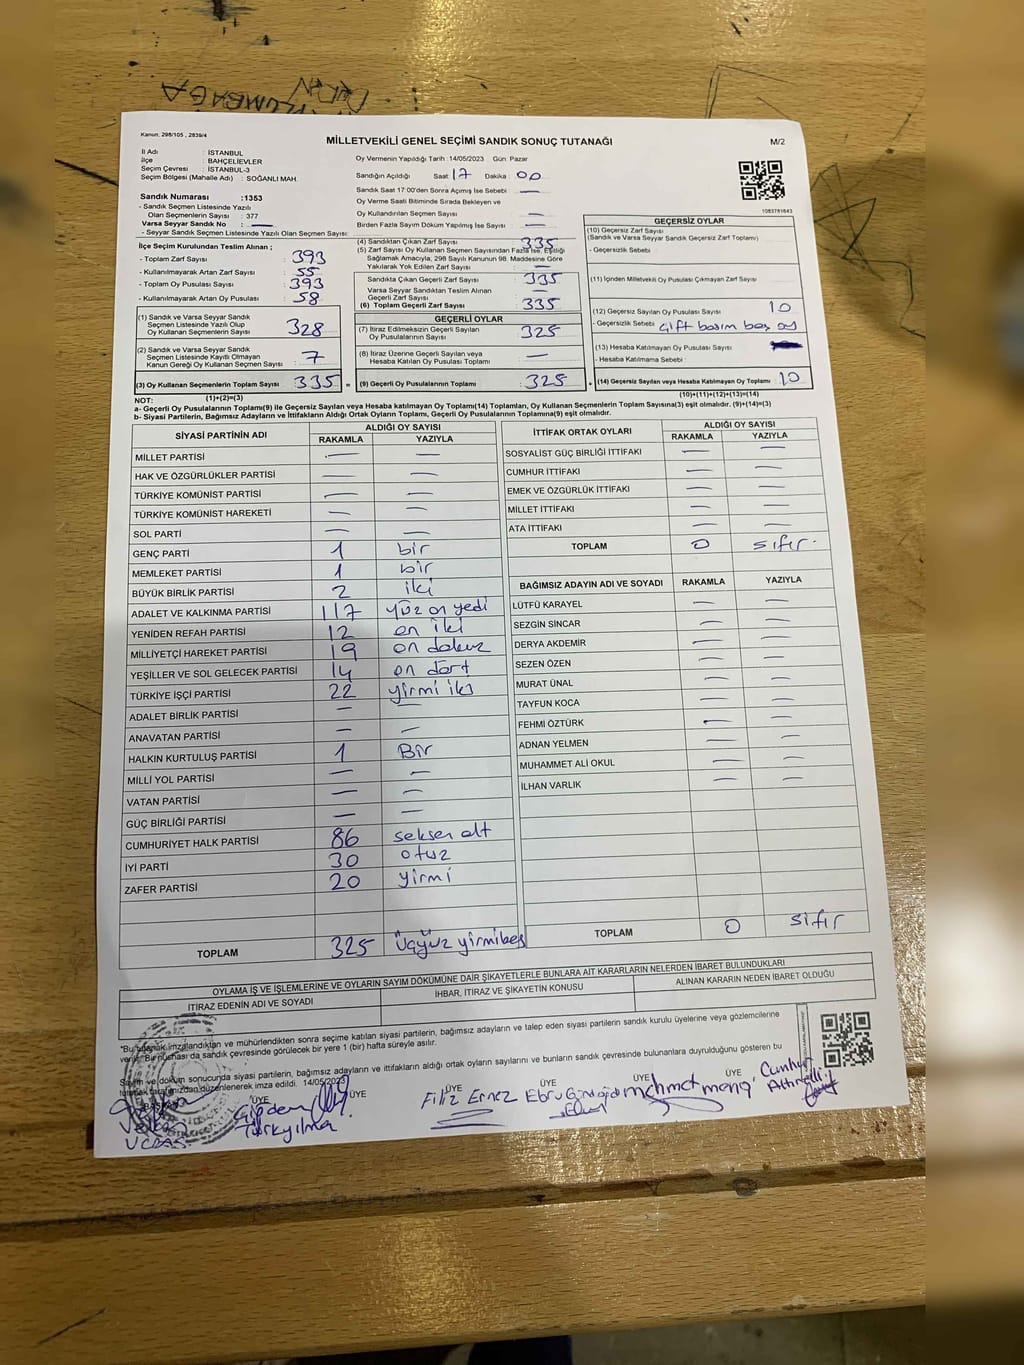 KUMBAĞA
Kanun: 298/105 , 2839/4
MİLLETVEKİLİ GENEL SEÇİMİ SANDIK SONUÇ TUTANAĞI
M/2
İl Adı : İSTANBUL
İlçe : BAHÇELİEVLER
Seçim Çevresi : İSTANBUL-3
Seçim Bölgesi (Mahalle Adı) : SOĞANLI MAH.
Sandık Numarası :1353
- Sandık Seçmen Listesinde Yazılı
Olan Seçmenlerin Sayısı : 377
Varsa Seyyar Sandık No : —
- Seyyar Sandık Seçmen Listesinde Yazılı Olan Seçmen Sayısı:
Oy Vermenin Yapıldığı Tarih : 14/05/2023 Gün: Pazar
Sandığın Açıldığı Saat : 17 Dakika : 00
Sandık Saat 17:00'den Sonra Açımış İse Sebebi —
Oy Verme Saati Bitiminde Sırada Bekleyen ve
Oy Kullandırılan Seçmen Sayısı —
Birden Fazla Sayım Döküm Yapılmış İse Sayısı —
1083781643
İlçe Seçim Kurulundan Teslim Alınan ;
- Toplam Zarf Sayısı : 393
- Kullanılmayarak Artan Zarf Sayısı : 55
- Toplam Oy Pusulası Sayısı : 393
- Kullanılmayarak Artan Oy Pusulası : 58
(1) Sandık ve Varsa Seyyar Sandık
Seçmen Listesinde Yazılı Olup
Oy Kullanan Seçmenlerin Sayısı : 328
(2) Sandık ve Varsa Seyyar Sandık
Seçmen Listesinde Kayıtlı Olmayan
Kanun Gereği Oy Kullanan Seçmen Sayısı : 7
(3) Oy Kullanan Seçmenlerin Toplam Sayısı : 335
(4) Sandıktan Çıkan Zarf Sayısı : 335
(5) Zarf Sayısı Oy Kullanan Seçmen Sayısından Fazla İse, Eşitliği
Sağlamak Amacıyla, 298 Sayılı Kanunun 98. Maddesine Göre
Yakılarak Yok Edilen Zarf Sayısı : —
Sandıkta Çıkan Geçerli Zarf Sayısı : 335
Varsa Seyyar Sandıktan Teslim Alınan
Geçerli Zarf Sayısı : —
(6) Toplam Geçerli Zarf Sayısı : 335
GEÇERLİ OYLAR
(7) İtiraz Edilmeksizin Geçerli Sayılan
Oy Pusulalarının Sayısı : 325
(8) İtiraz Üzerine Geçerli Sayılan veya
Hesaba Katılan Oy Pusulası Toplamı : —
= (9) Geçerli Oy Pusulalarının Toplamı : 325
GEÇERSİZ OYLAR
(10) Geçersiz Zarf Sayısı
(Sandık ve Varsa Seyyar Sandık Geçersiz Zarf Toplamı) :
- Geçersizlik Sebebi :
(11) İçinden Milletvekili Oy Pusulası Çıkmayan Zarf Sayısı :
(12) Geçersiz Sayılan Oy Pusulası Sayısı : 10
- Geçersizlik Sebebi : çift basım boş oy
(13) Hesaba Katılmayan Oy Pusulası Sayısı :
- Hesaba Katılmama Sebebi :
+ (14) Geçersiz Sayılan veya Hesaba Katılmayan Oy Toplamı : 10
NOT: (1)+(2)=(3)
(10)+(11)+(12)+(13)=(14)
a- Geçerli Oy Pusulalarının Toplamı(9) ile Geçersiz Sayılan veya Hesaba Katılmayan Oy Toplamı(14) Toplamları, Oy Kullanan Seçmenlerin Toplam Sayısına(3) eşit olmalıdır. (9)+(14)=(3)
b- Siyasi Partilerin, Bağımsız Adayların ve İttifakların Aldığı Ortak Oyların Toplamı, Geçerli Oy Pusulalarının Toplamına(9) eşit olmalıdır.
SİYASİ PARTİNİN ADI
ALDIĞI OY SAYISI
RAKAMLA YAZIYLA
MİLLET PARTİSİ — —
HAK VE ÖZGÜRLÜKLER PARTİSİ — —
TÜRKİYE KOMÜNİST PARTİSİ — —
TÜRKİYE KOMÜNİST HAREKETİ — —
SOL PARTİ — —
GENÇ PARTİ 1 bir
MEMLEKET PARTİSİ 1 bir
BÜYÜK BİRLİK PARTİSİ 2 iki
ADALET VE KALKINMA PARTİSİ 117 yüz on yedi
YENİDEN REFAH PARTİSİ 12 on iki
MİLLİYETÇİ HAREKET PARTİSİ 19 on dokuz
YEŞİLLER VE SOL GELECEK PARTİSİ 14 on dört
TÜRKİYE İŞÇİ PARTİSİ 22 yirmi iki
ADALET BİRLİK PARTİSİ — —
ANAVATAN PARTİSİ — —
HALKIN KURTULUŞ PARTİSİ 1 Bir
MİLLİ YOL PARTİSİ — —
VATAN PARTİSİ — —
GÜÇ BİRLİĞİ PARTİSİ — —
CUMHURİYET HALK PARTİSİ 86 seksen alt
İYİ PARTİ 30 otuz
ZAFER PARTİSİ 20 yirmi
TOPLAM 325 Üçyüz yirmibeş
İTTİFAK ORTAK OYLARI
ALDIĞI OY SAYISI
RAKAMLA YAZIYLA
SOSYALİST GÜÇ BİRLİĞİ İTTİFAKI — —
CUMHUR İTTİFAKI — —
EMEK VE ÖZGÜRLÜK İTTİFAKI — —
MİLLET İTTİFAKI — —
ATA İTTİFAKI — —
TOPLAM 0 sıfır.
BAĞIMSIZ ADAYIN ADI VE SOYADI RAKAMLA YAZIYLA
LÜTFÜ KARAYEL — —
SEZGİN SİNCAR — —
DERYA AKDEMİR — —
SEZEN ÖZEN — —
MURAT ÜNAL — —
TAYFUN KOCA — —
FEHMİ ÖZTÜRK — —
ADNAN YELMEN — —
MUHAMMET ALİ OKUL — —
İLHAN VARLIK — —
TOPLAM 0 sıfır
OYLAMA İŞ VE İŞLEMLERİNE VE OYLARIN SAYIM DÖKÜMÜNE DAİR ŞİKAYETLERLE BUNLARA AİT KARARLARIN NELERDEN İBARET BULUNDUKLARI
İTİRAZ EDENİN ADI VE SOYADI
İHBAR, İTİRAZ VE ŞİKAYETİN KONUSU
ALINAN KARARIN NEDEN İBARET OLDUĞU
"Bu tutanak imzalandıktan ve mühürlendikten sonra seçime katılan siyasi partilerin, bağımsız adayların ve talep eden siyasi partilerin sandık kurulu üyelerine veya gözlemcilerine
verilir. Bir nüshası da sandık çevresinde görülecek bir yere 1 (bir) hafta süreyle asılır.
Sayım ve döküm sonucunda siyasi partilerin, bağımsız adayların ve ittifakların aldığı ortak oyların sayılarını ve bunların sandık çevresinde bulunanlara duyrulduğunu gösteren bu
tutanak tarafımızdan düzenlenerek imza edildi. 14/05/2023
BAŞKAN ÜYE ÜYE ÜYE ÜYE ÜYE ÜYE
Çiğdem
Türkyılmaz
Filiz Ernez
Ebru
mehmet
Cumhur